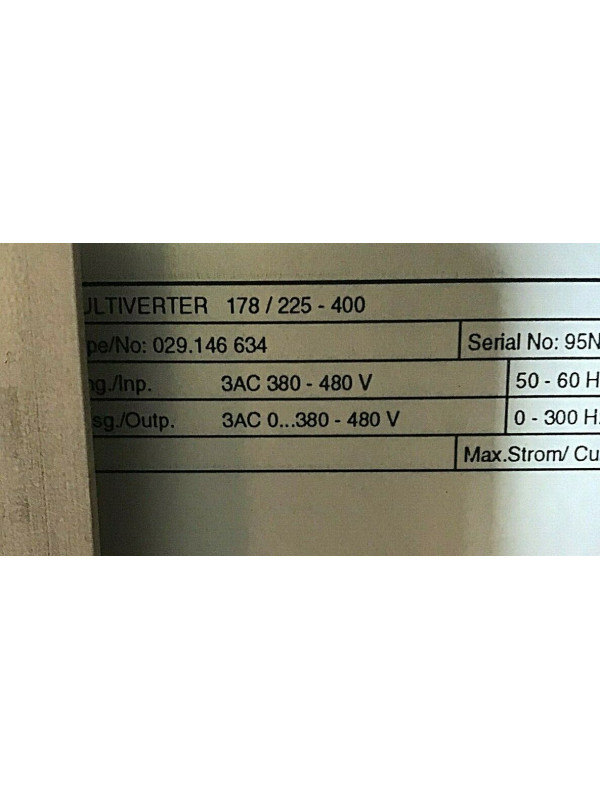 ULTIVERTER 178 / 225 - 400
pe/No: 029.146 634 Serial No: 95N
ng./Inp. 3AC 380 - 480 V 50 - 60 H
sg./Outp. 3AC 0...380 - 480 V 0 - 300 H
Max.Strom/ Cu